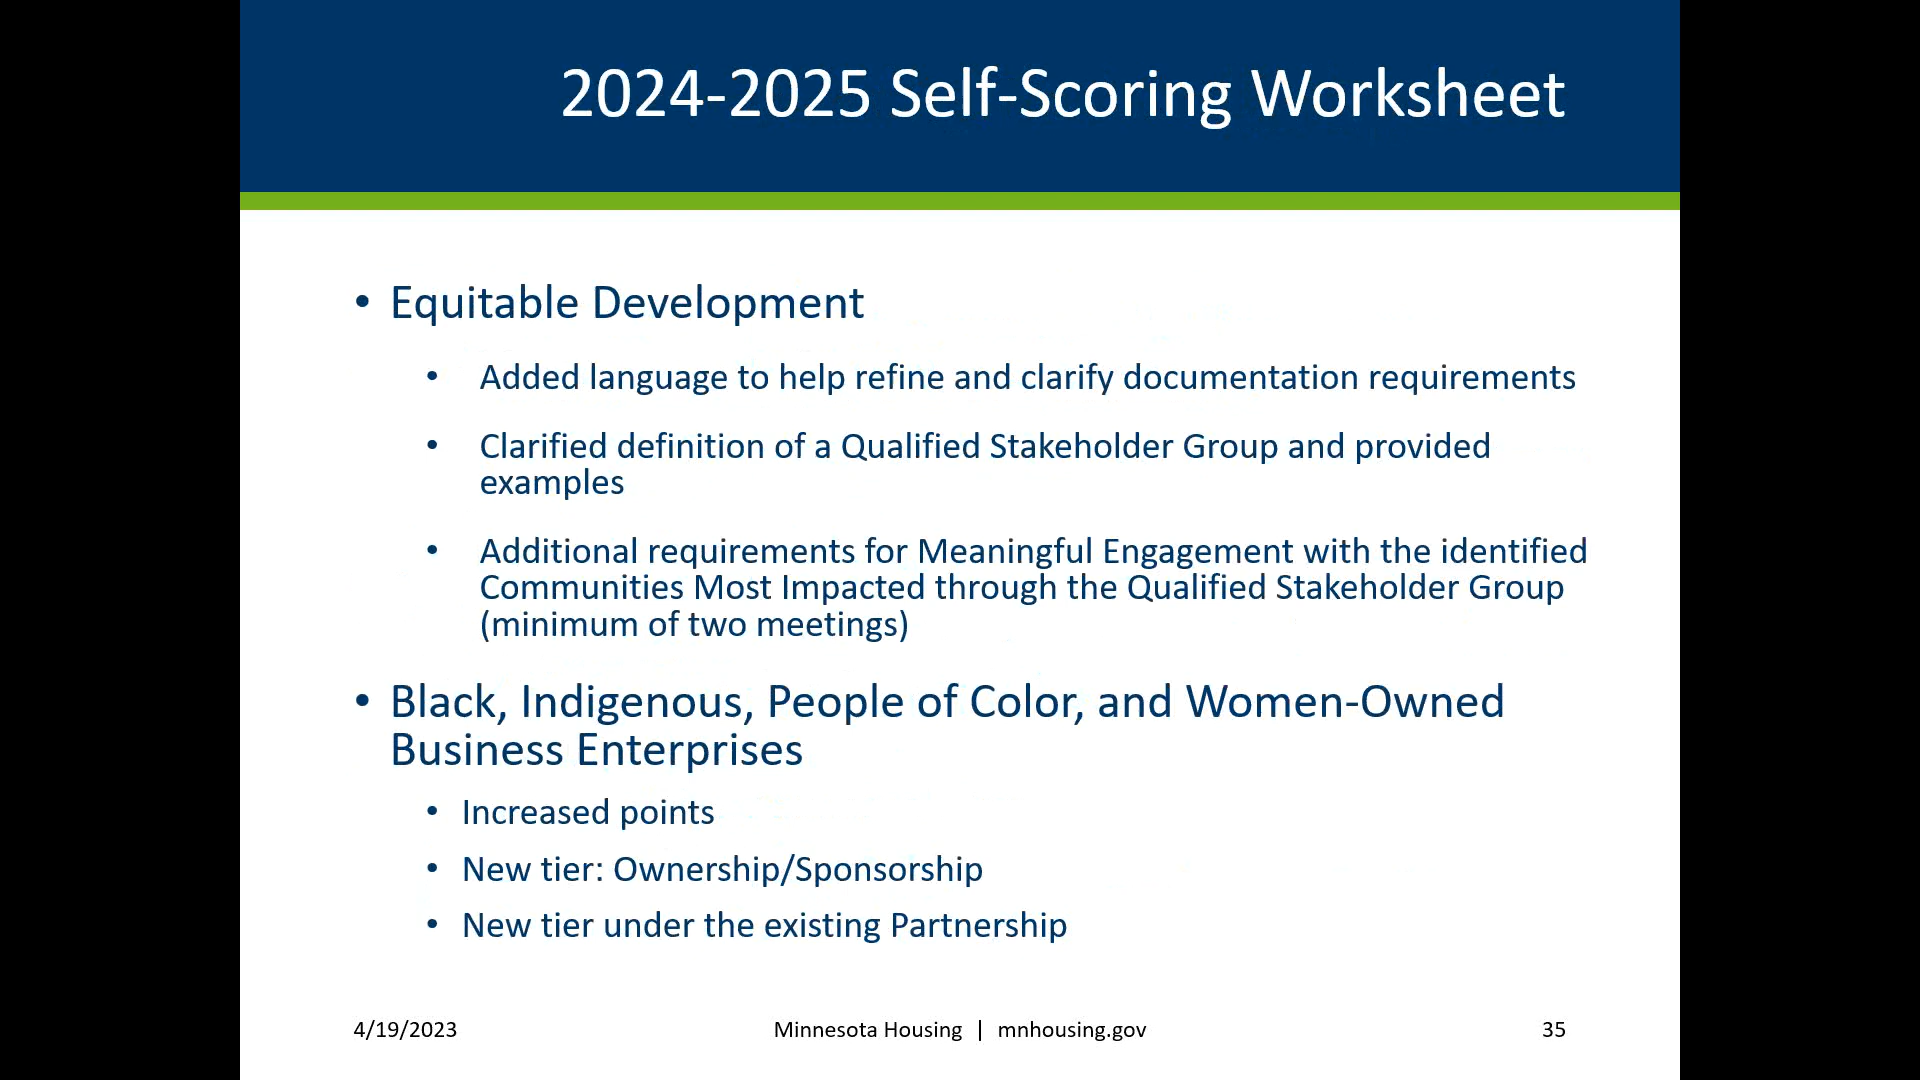 2024-2025 Self-Scoring Worksheet
• Equitable Development
• Added language to help refine and clarify documentation requirements
• Clarified definition of a Qualified Stakeholder Group and provided
examples
• Additional requirements for Meaningful Engagement with the identified
Communities Most Impacted through the Qualified Stakeholder Group
(minimum of two meetings)
• Black, Indigenous, People of Color, and Women-Owned
Business Enterprises
• Increased points
• New tier: Ownership/Sponsorship
• New tier under the existing Partnership
4/19/2023 Minnesota Housing | mnhousing.gov 35